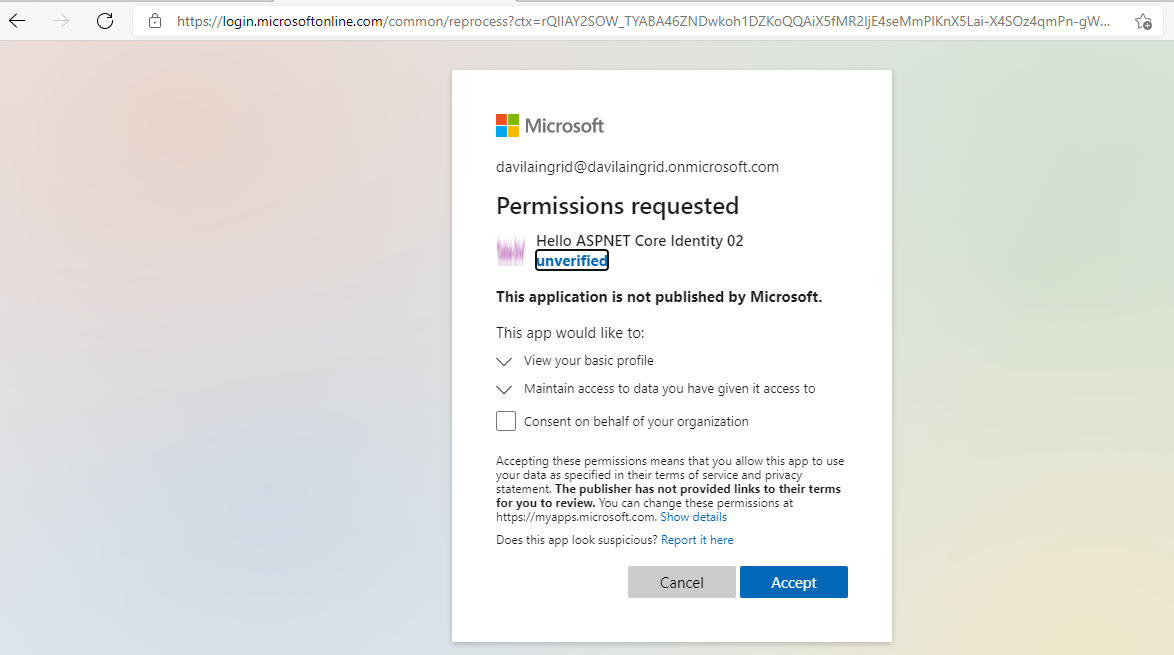 https://login.microsoftonline.com/common/reprocess?ctx=rQIIAY2SOW_TYABA46ZNDwkoh1DZKoQQAiX5fMR2IjE4seMmPlKnX5Lai-X4SOz4qmPn-gW...
Microsoft
davilaingrid@davilaingrid.onmicrosoft.com
Permissions requested
Hello ASPNET Core Identity 02
unverified
This application is not published by Microsoft.
This app would like to:
View your basic profile
Maintain access to data you have given it access to
Consent on behalf of your organization
Accepting these permissions means that you allow this app to use
your data as specified in their terms of service and privacy
statement. The publisher has not provided links to their terms
for you to review. You can change these permissions at
https://myapps.microsoft.com. Show details
Does this app look suspicious? Report it here
Cancel
Accept